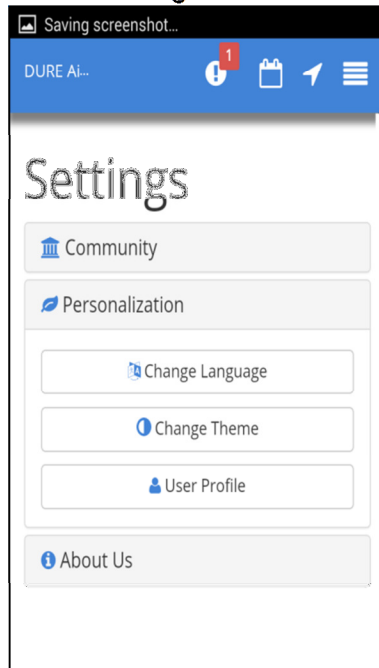 Saving screenshot...
DURE Ai...
1
Settings
Community
Personalization
Change Language
Change Theme
User Profile
About Us